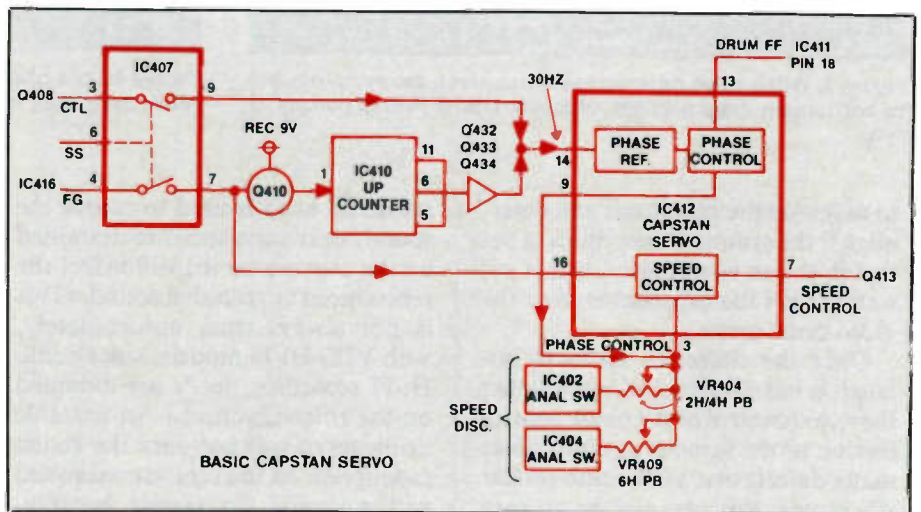 DRUM FF IC411
PIN 18
IC407
13
Q408 3 9
CTL
30HZ
6
SS
REC 9V
Q'432
Q433
Q434
11
14
PHASE
REF.
PHASE
CONTROL
IC416 4 7
FG
Q410
1
IC410
UP
COUNTER
6
5
9
IC412
CAPSTAN
SERVO
16
SPEED
CONTROL
7 Q413
SPEED
CONTROL
PHASE CONTROL 3
SPEED
DISC.
IC402
ANAL SW.
VR404
2H/4H PB
IC404
ANAL SW.
VR409
6H PB
BASIC CAPSTAN SERVO